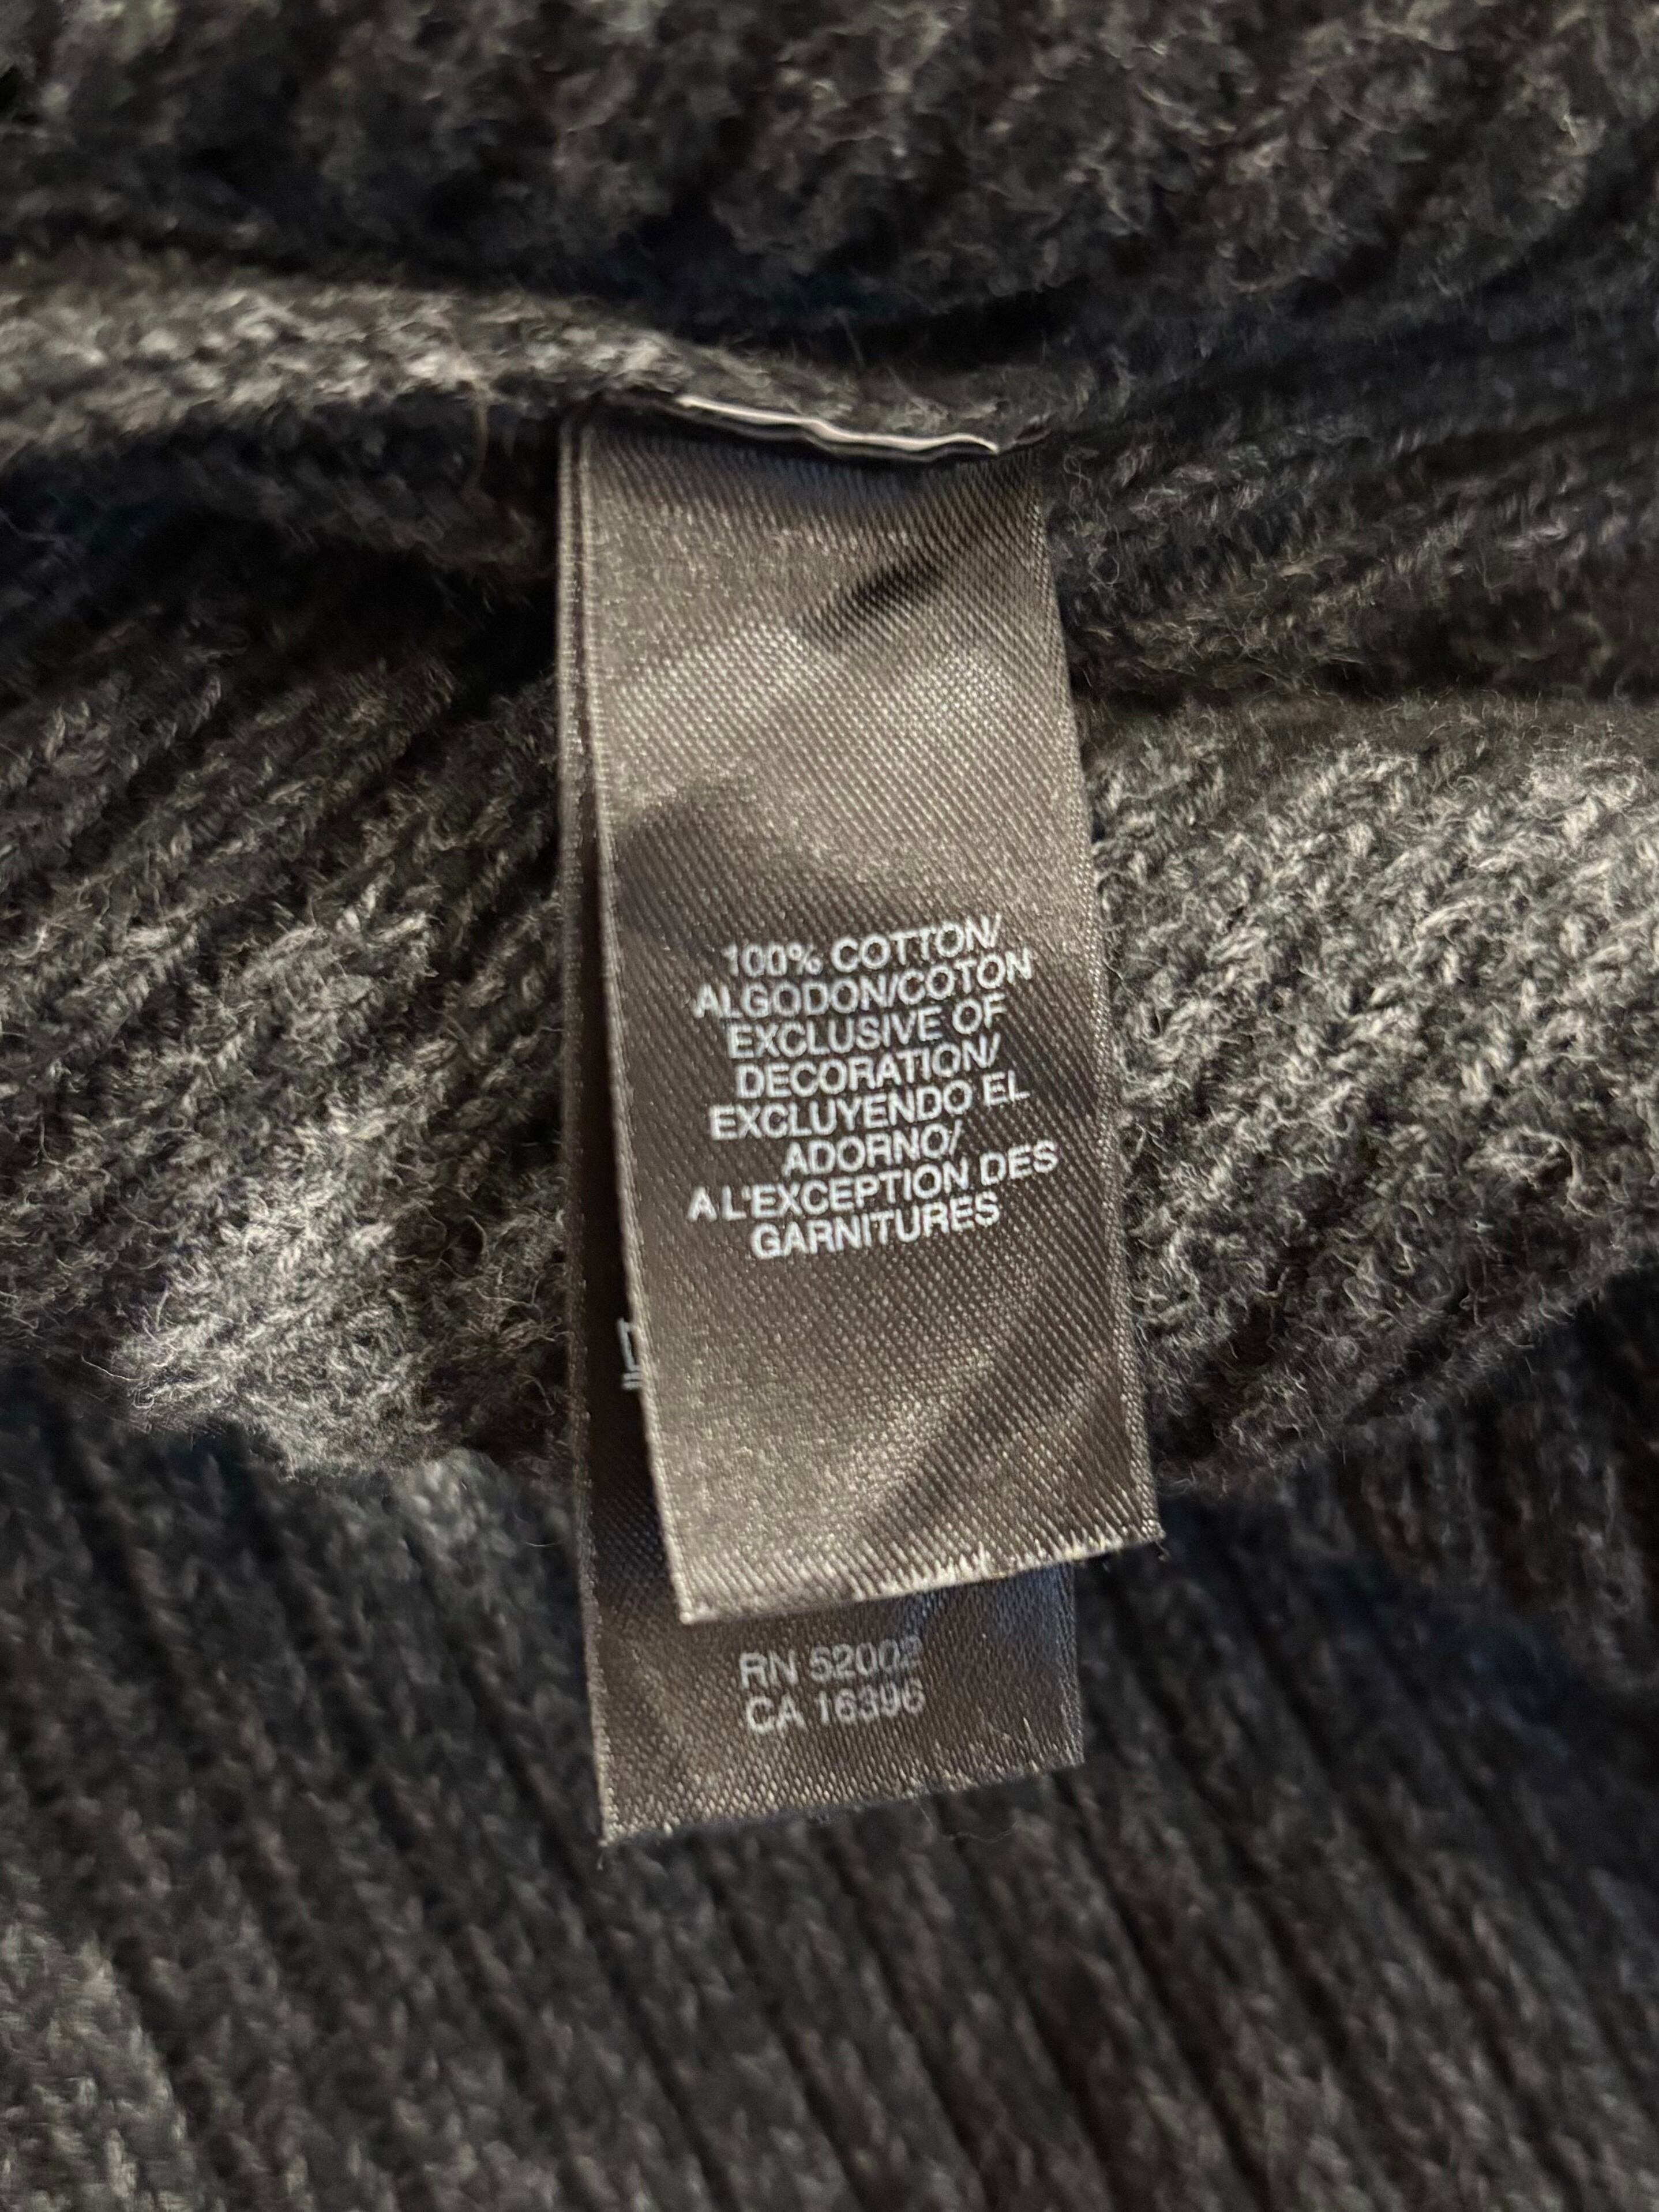 100% COTTON/
ALGODON/COTON
EXCLUSIVE OF
DECORATION/
EXCLUYENDO EL
ADORNO/
A L'EXCEPTION DES
GARNITURES
RN 52002
CA 16396